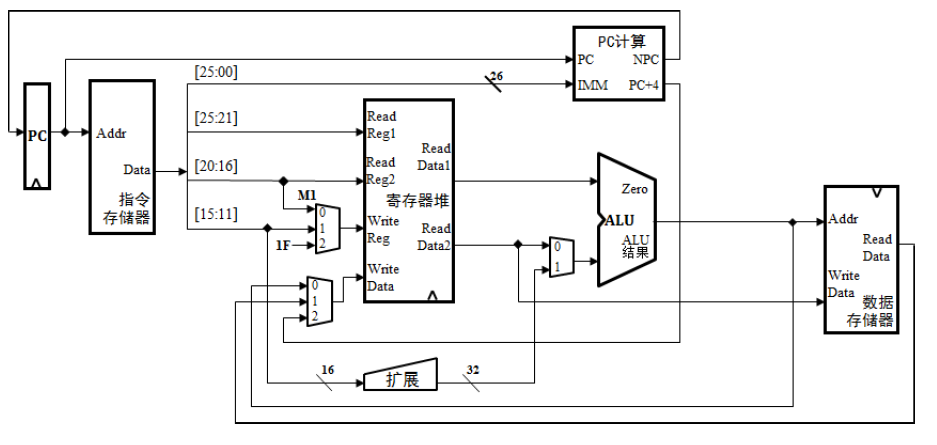 PC计算
PC
NPC
IMM
PC+4
[25:00]
26
PC
Addr
Data
指令
存储器
[25:21]
[20:16]
[15:11]
M1
0
1
2
1F
Read
Reg1
Read
Reg2
Write
Reg
Write
Data
Read
Data1
寄存器堆
Read
Data2
0
1
2
0
1
Zero
ALU
ALU
结果
Addr
Read
Data
Write
Data
数据
存储器
16
扩展
32